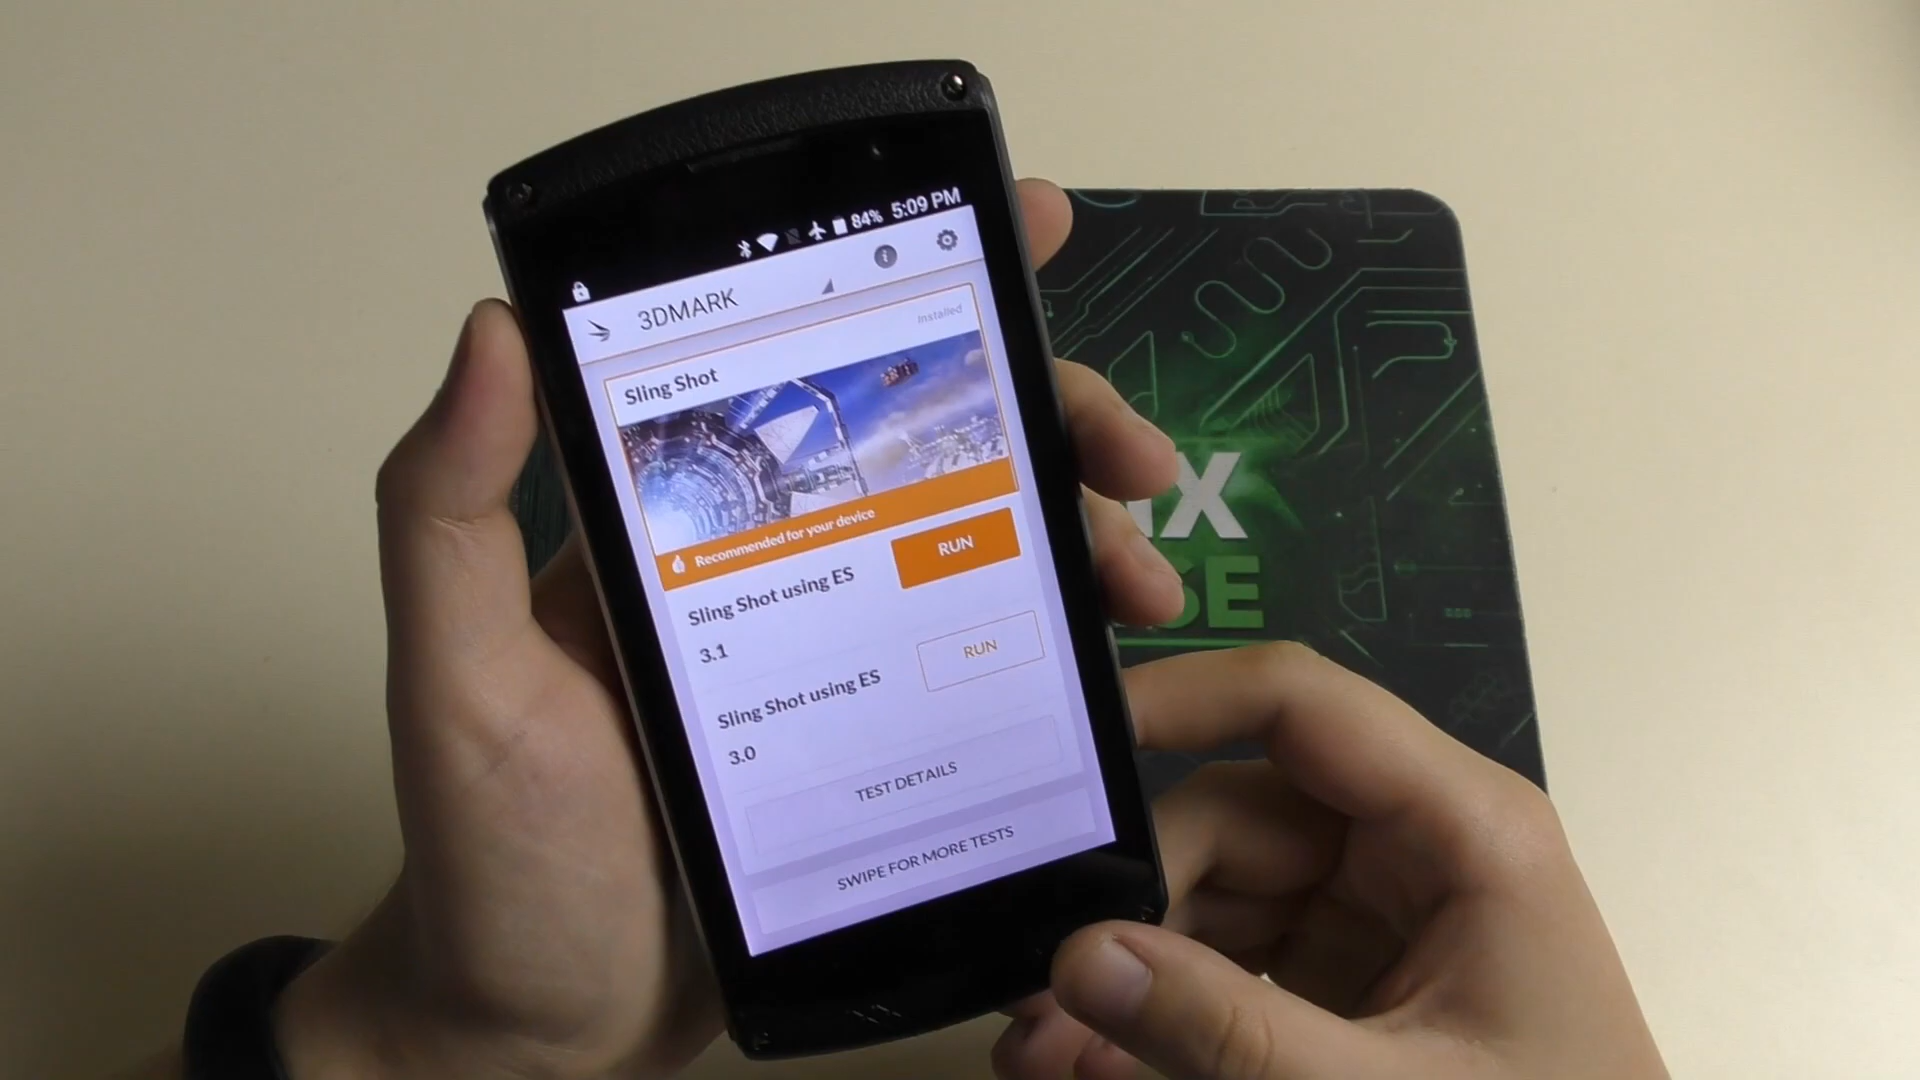 84% 5:09 PM
3DMARK
Installed
Sling Shot
Recommended for your device
Sling Shot using ES
3.1
RUN
Sling Shot using ES
3.0
RUN
TEST DETAILS
SWIPE FOR MORE TESTS